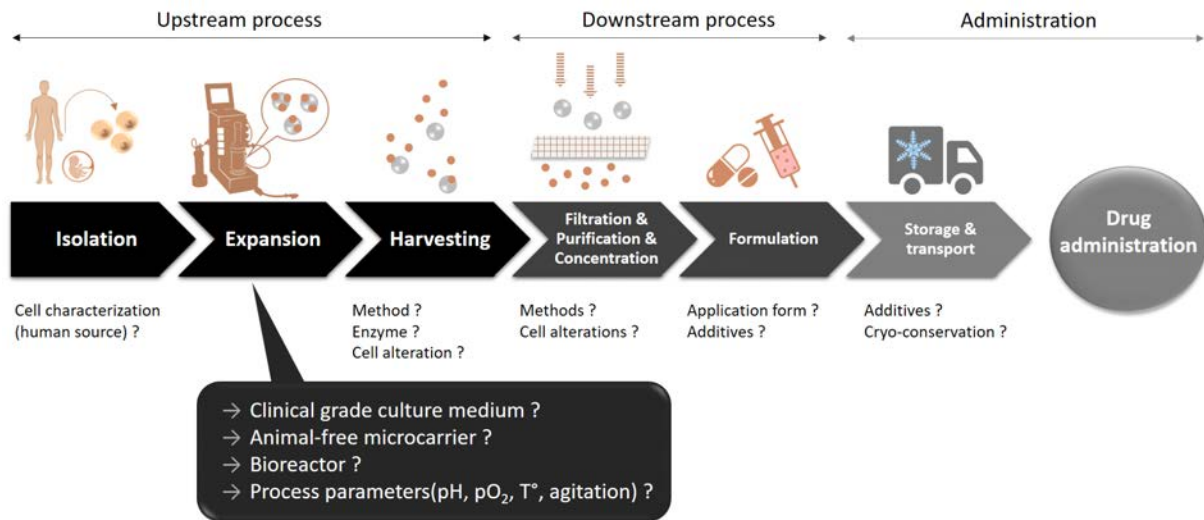 Upstream process
Downstream process
Administration
Isolation
Expansion
Harvesting
Filtration &
Purification &
Concentration
Formulation
Storage &
transport
Drug
administration
Cell characterization
(human source) ?
Method ?
Enzyme ?
Cell alteration ?
Methods ?
Cell alterations ?
Application form ?
Additives ?
Additives ?
Cryo-conservation ?
→ Clinical grade culture medium ?
→ Animal-free microcarrier ?
→ Bioreactor ?
→ Process parameters(pH, pO₂, T°, agitation) ?